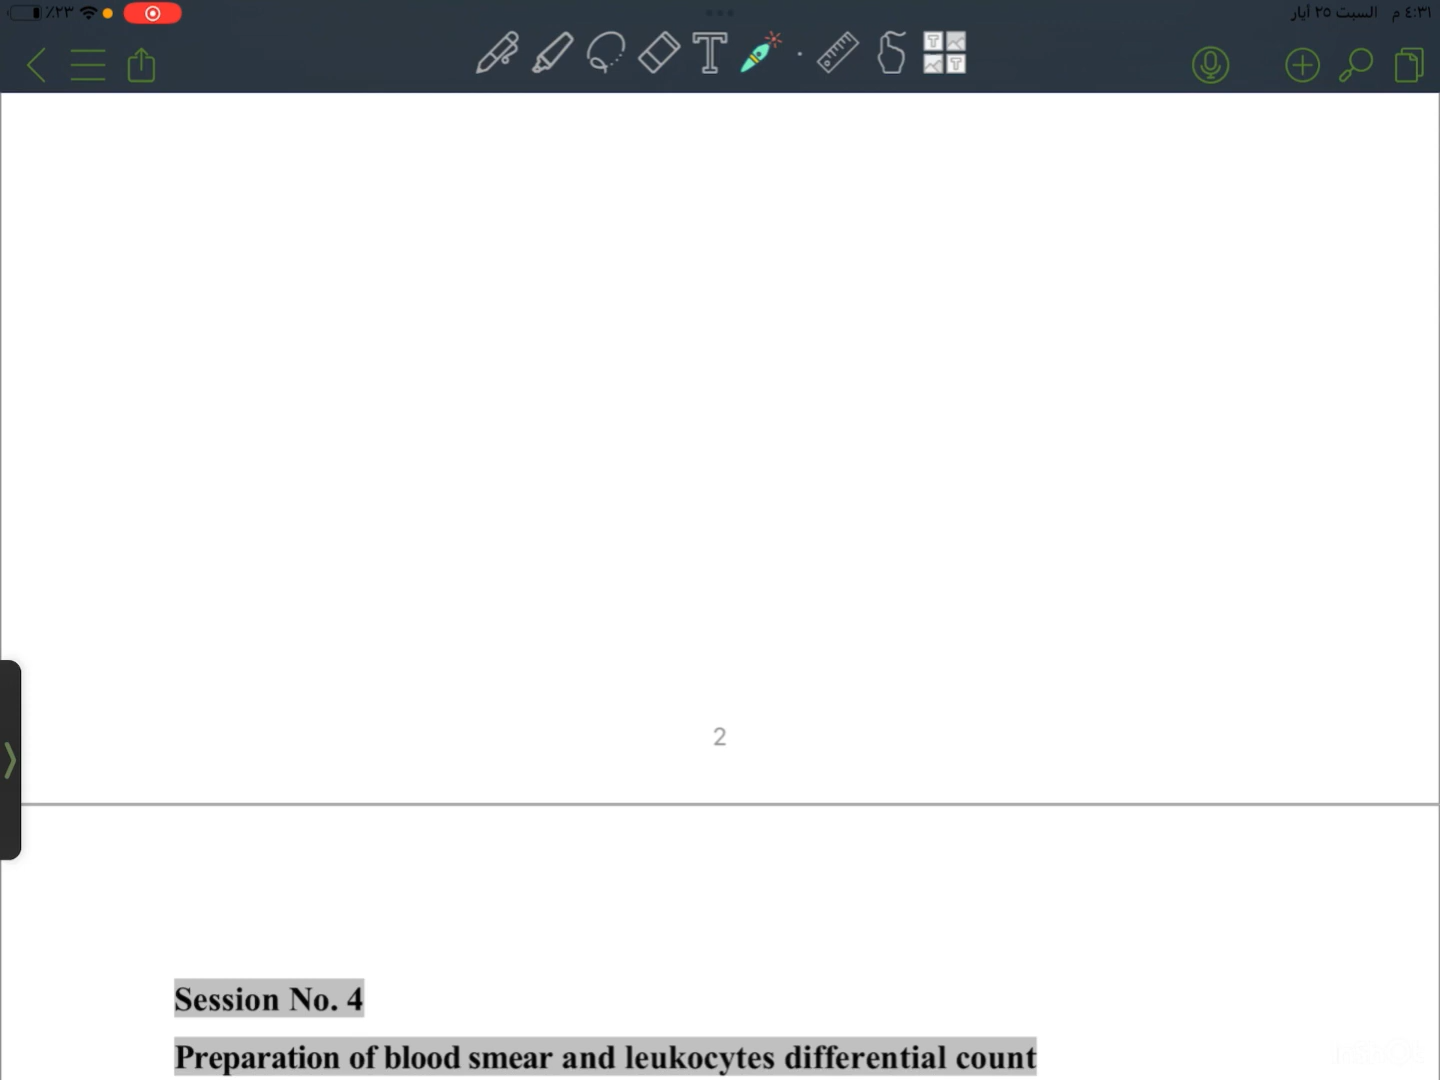 ٪٢٣
٤:٣١ م السبت ٢٥ أيار
2
Session No. 4
Preparation of blood smear and leukocytes differential count